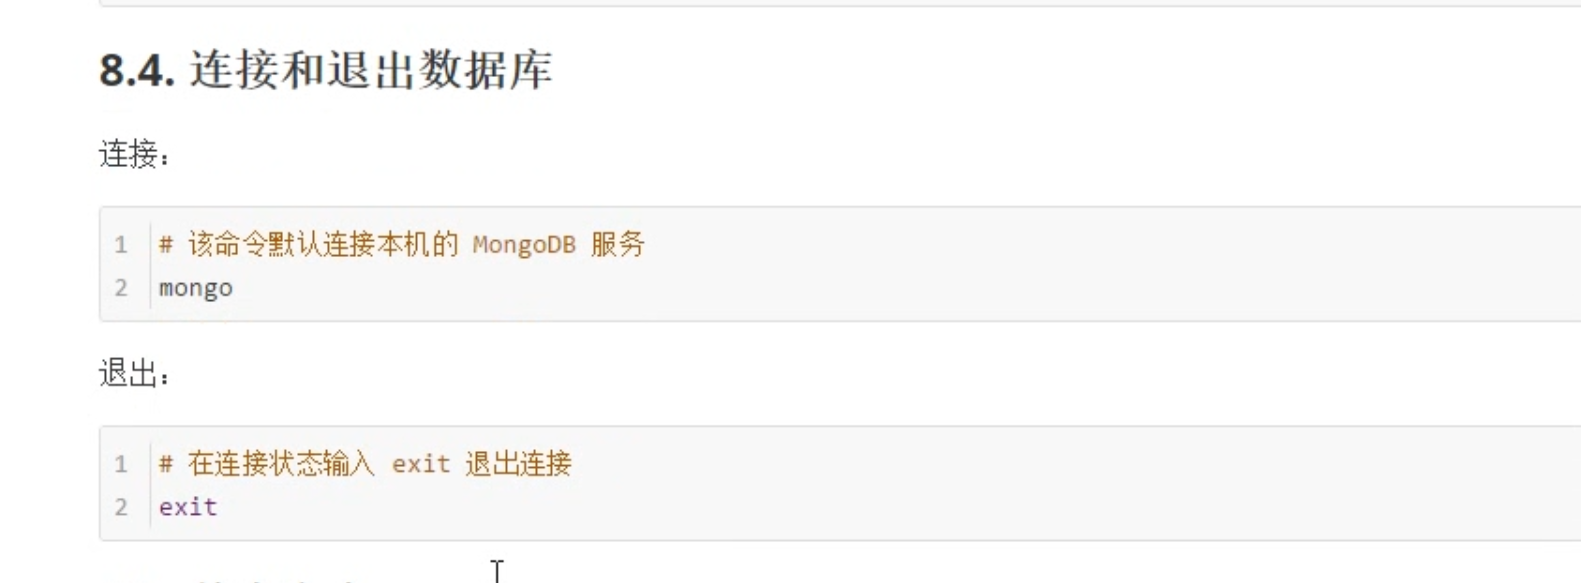 8.4. 连接和退出数据库
连接：
1 # 该命令默认连接本机的 MongoDB 服务
2 mongo
退出：
1 # 在连接状态输入 exit 退出连接
2 exit